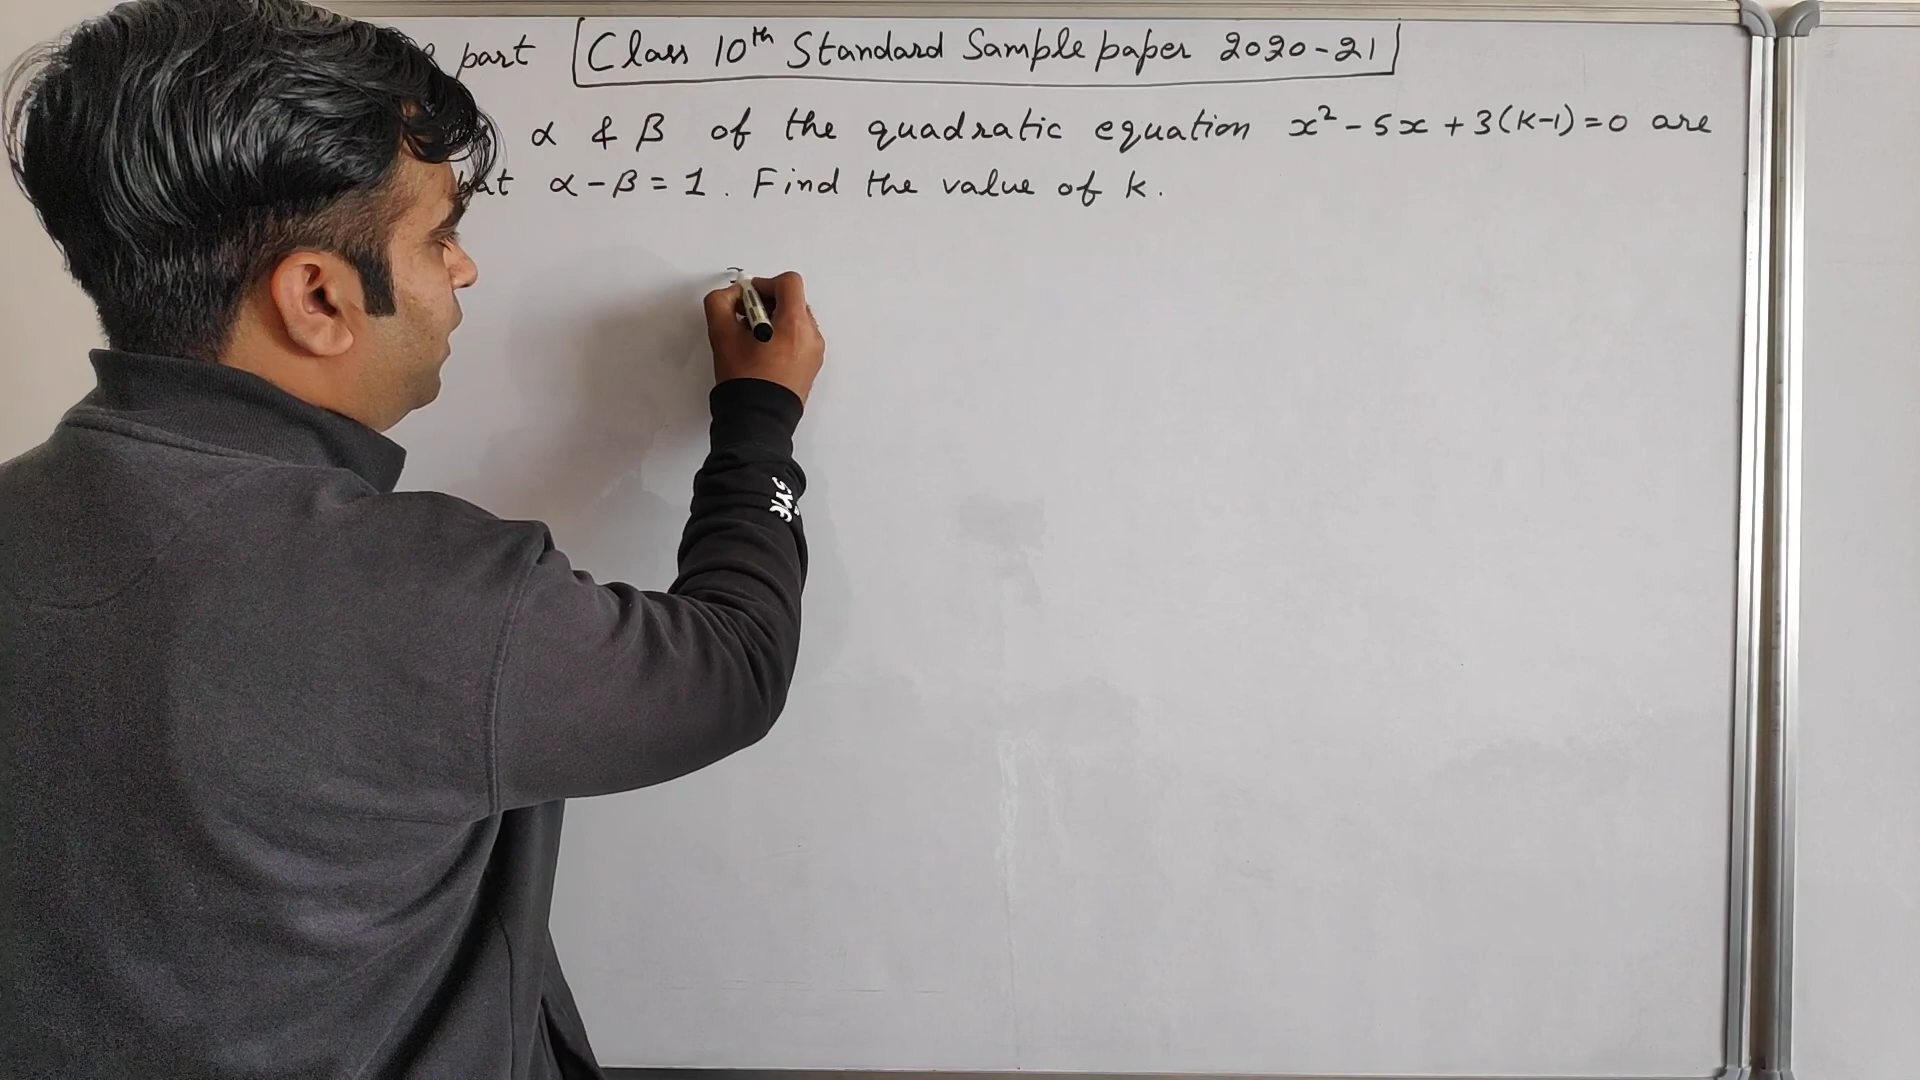 part [Class 10th Standard Sample paper 2020-21]
α & β of the quadratic equation x² - 5x + 3(k-1) = 0 are
α - β = 1. Find the value of k.